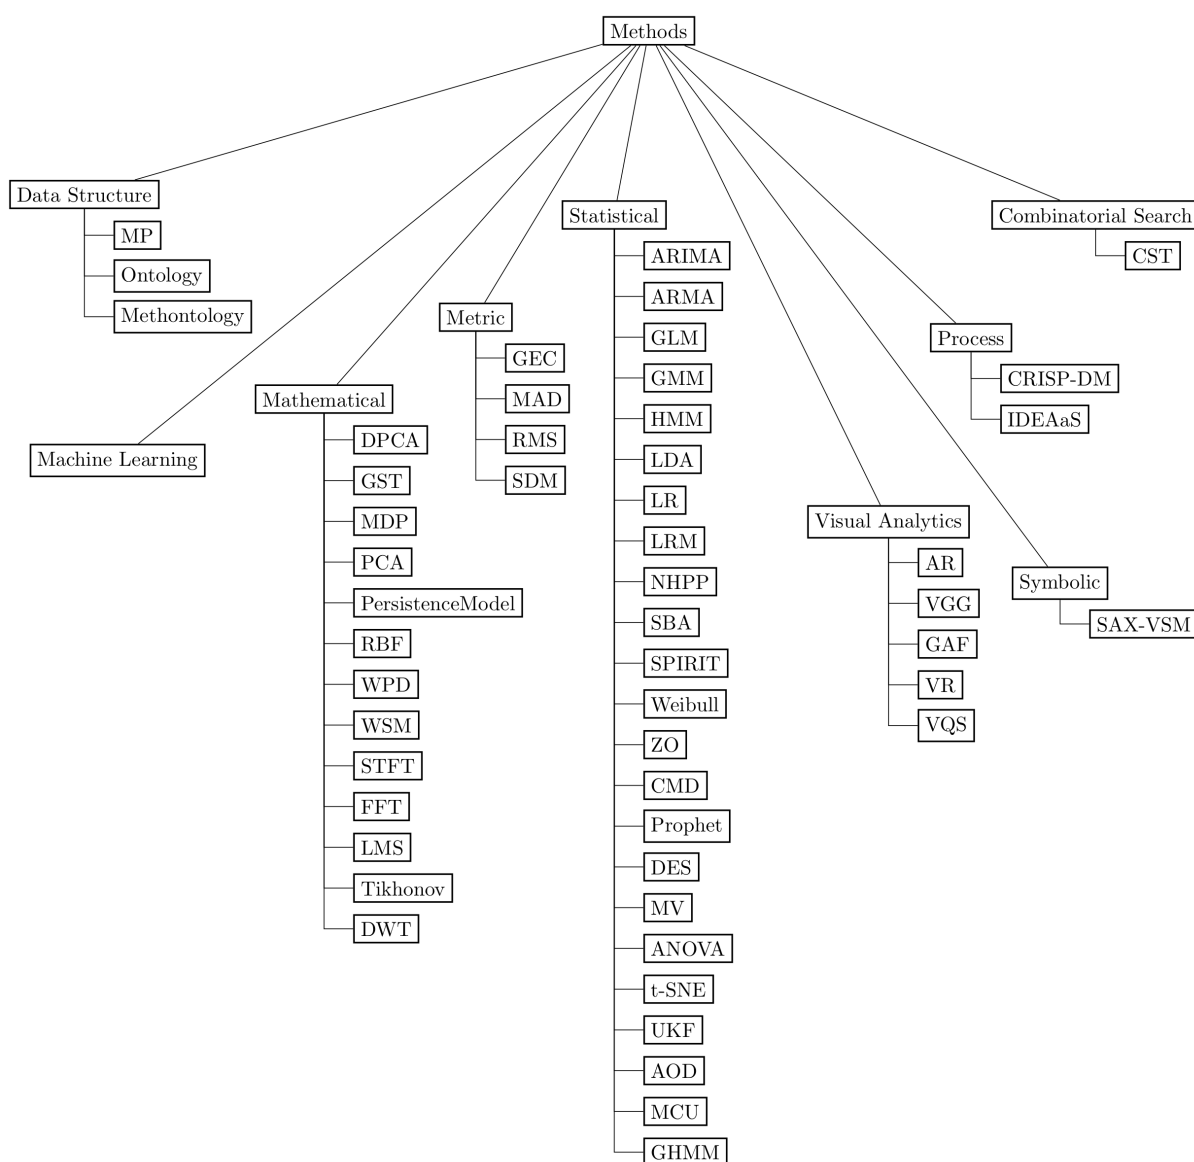 Methods
Data Structure
MP
Ontology
Methontology
Machine Learning
Mathematical
DPCA
GST
MDP
PCA
PersistenceModel
RBF
WPD
WSM
STFT
FFT
LMS
Tikhonov
DWT
Metric
GEC
MAD
RMS
SDM
Statistical
ARIMA
ARMA
GLM
GMM
HMM
LDA
LR
LRM
NHPP
SBA
SPIRIT
Weibull
ZO
CMD
Prophet
DES
MV
ANOVA
t-SNE
UKF
AOD
MCU
GHMM
Visual Analytics
AR
VGG
GAF
VR
VQS
Symbolic
SAX-VSM
Process
CRISP-DM
IDEAaS
Combinatorial Search
CST